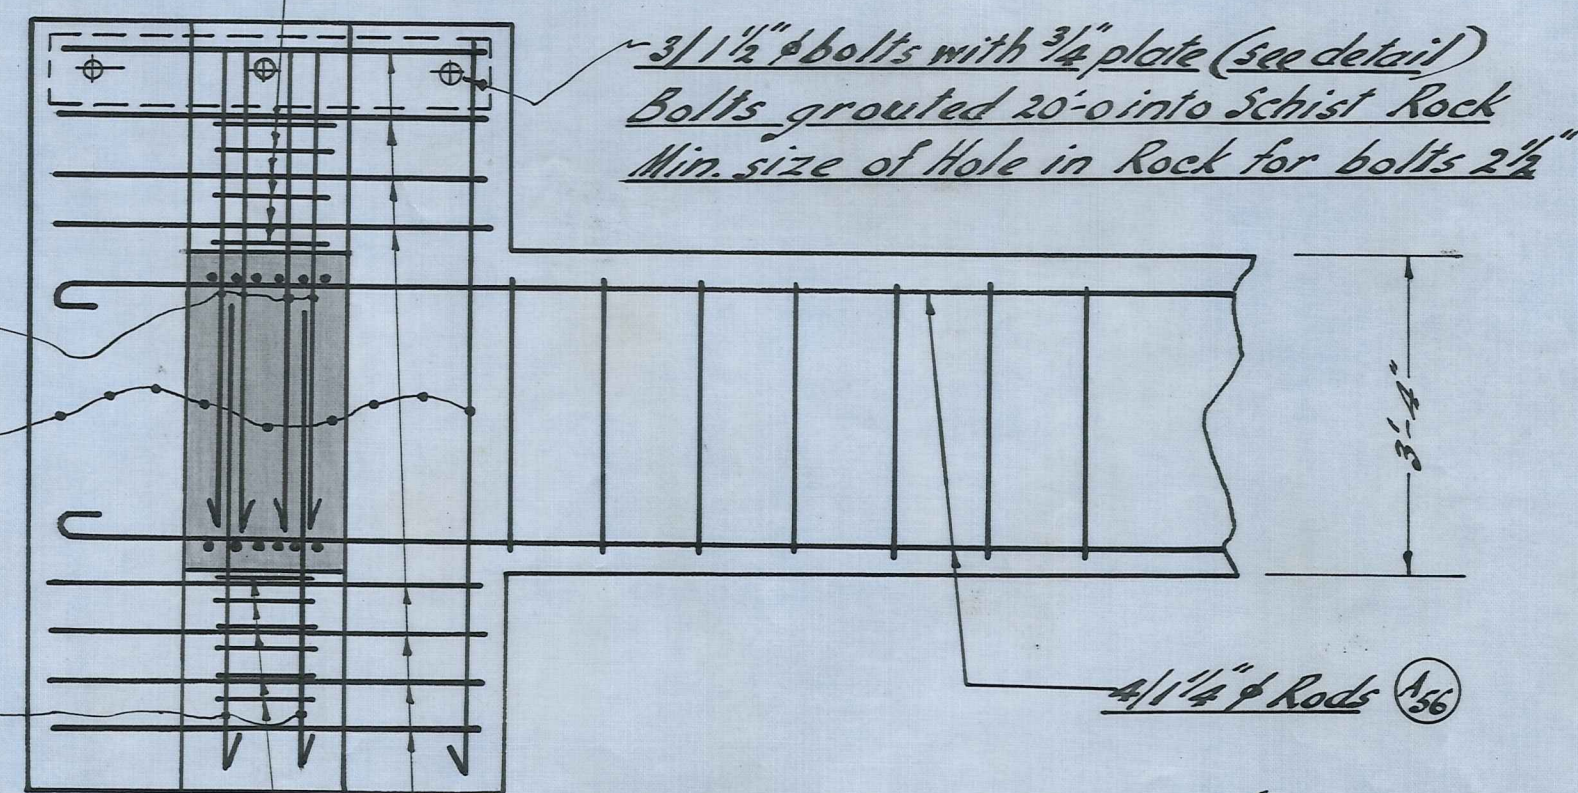 3/1½"φ bolts with ¾" plate (see detail)
Bolts grouted 20'-0 into Schist Rock
Min. size of Hole in Rock for bolts 2½"
3'-4"
4/1¼"φ Rods A56